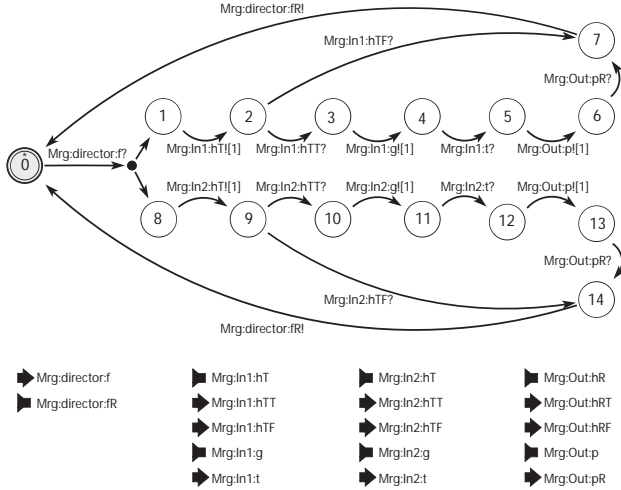 Mrg:director:fR!
Mrg:In1:hTF?
7
Mrg:Out:pR?
1 2 3 4 5 6
*
0
Mrg:director:f?
Mrg:In1:hT![1] Mrg:In1:hTT? Mrg:In1:g![1] Mrg:In1:t? Mrg:Out:p![1]
Mrg:In2:hT![1] Mrg:In2:hTT? Mrg:In2:g![1] Mrg:In2:t? Mrg:Out:p![1]
8 9 10 11 12 13
Mrg:Out:pR?
Mrg:In2:hTF?
14
Mrg:director:fR!
Mrg:director:f Mrg:In1:hT Mrg:In2:hT Mrg:Out:hR
Mrg:director:fR Mrg:In1:hTT Mrg:In2:hTT Mrg:Out:hRT
Mrg:In1:hTF Mrg:In2:hTF Mrg:Out:hRF
Mrg:In1:g Mrg:In2:g Mrg:Out:p
Mrg:In1:t Mrg:In2:t Mrg:Out:pR